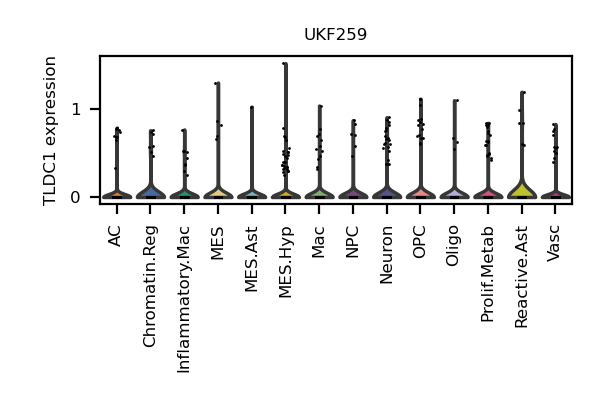 UKF259
TLDC1 expression
1
0
AC
Chromatin.Reg
Inflammatory.Mac
MES
MES.Ast
MES.Hyp
Mac
NPC
Neuron
OPC
Oligo
Prolif.Metab
Reactive.Ast
Vasc